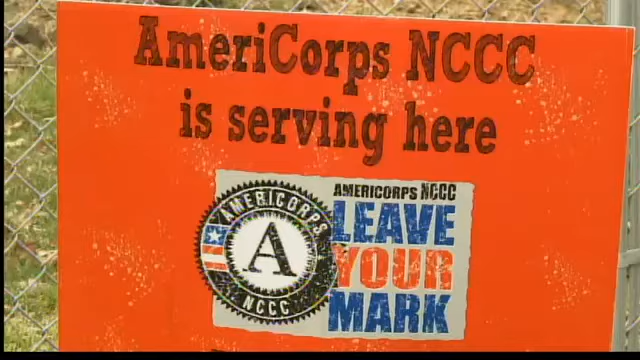 AmeriCorps NCCC
is serving here
AMERICORPS
A
NCCC
AMERICORPS NCCC
LEAVE
YOUR
MARK